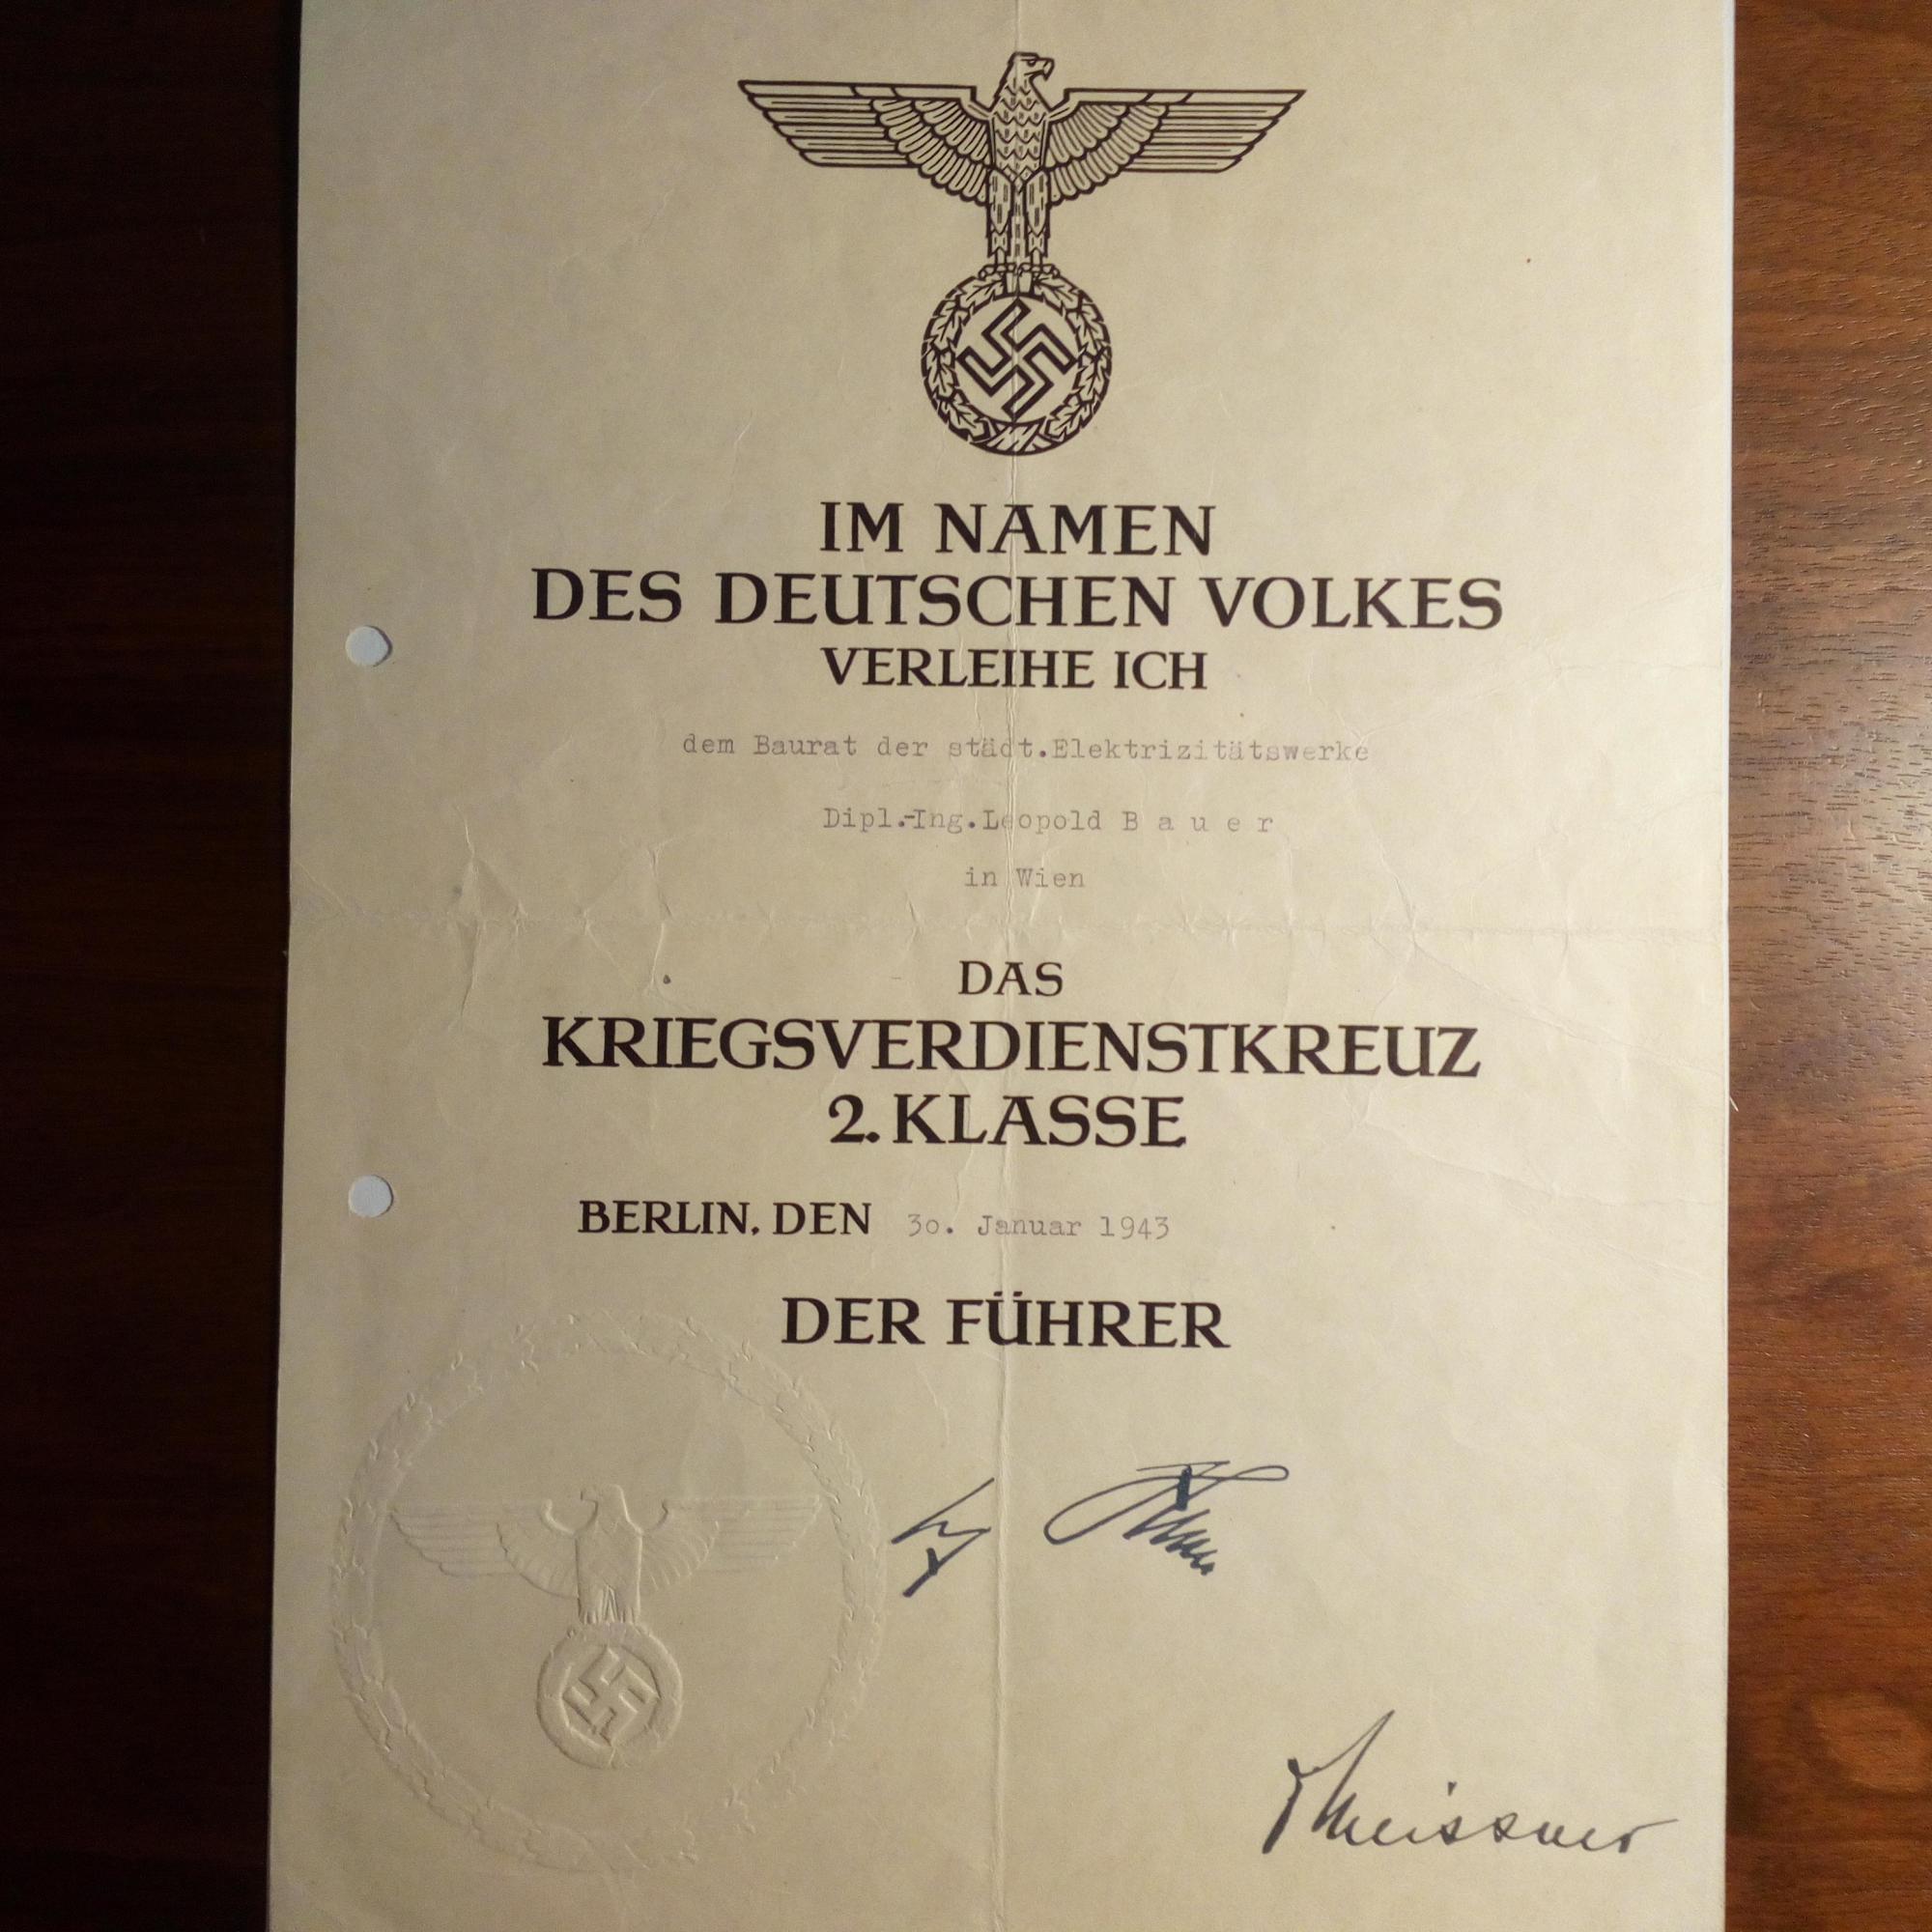 IM NAMEN
DES DEUTSCHEN VOLKES
VERLEIHE ICH
dem Baurat der städt.Elektrizitätswerke
Dipl.-Ing.Leopold B a u e r
in Wien
DAS
KRIEGSVERDIENSTKREUZ
2. KLASSE
BERLIN, DEN 30. Januar 1943
DER FÜHRER
Meissner